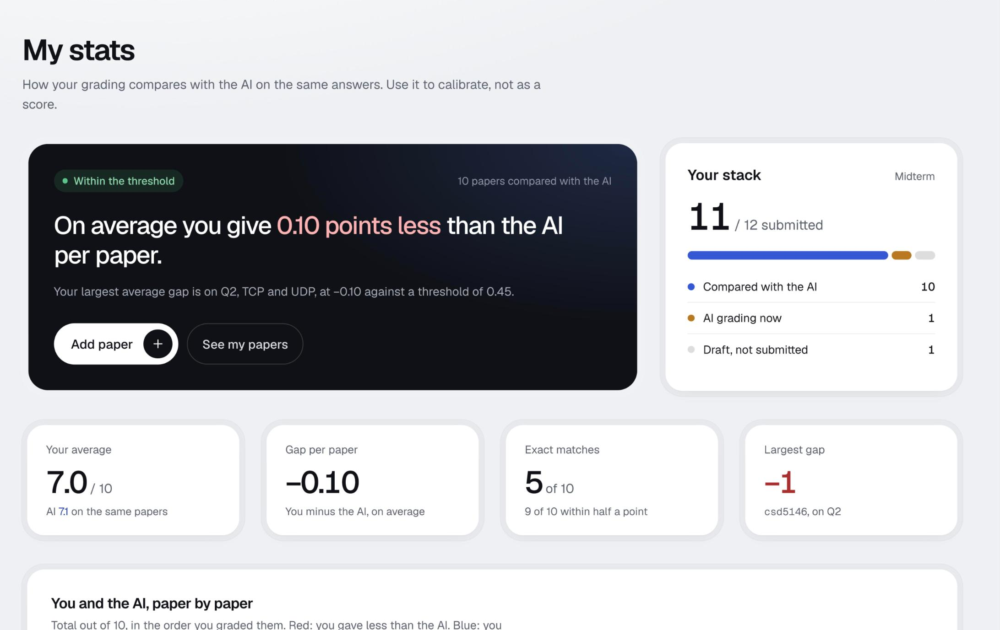 My stats
How your grading compares with the AI on the same answers. Use it to calibrate, not as a
score.
Within the threshold
10 papers compared with the AI
On average you give 0.10 points less than the AI
per paper.
Your largest average gap is on Q2, TCP and UDP, at −0.10 against a threshold of 0.45.
Add paper +
See my papers
Your stack
Midterm
11 / 12 submitted
Compared with the AI 10
AI grading now 1
Draft, not submitted 1
Your average
7.0 / 10
AI 7.1 on the same papers
Gap per paper
−0.10
You minus the AI, on average
Exact matches
5 of 10
9 of 10 within half a point
Largest gap
−1
csd5146, on Q2
You and the AI, paper by paper
Total out of 10, in the order you graded them. Red: you gave less than the AI. Blue: you